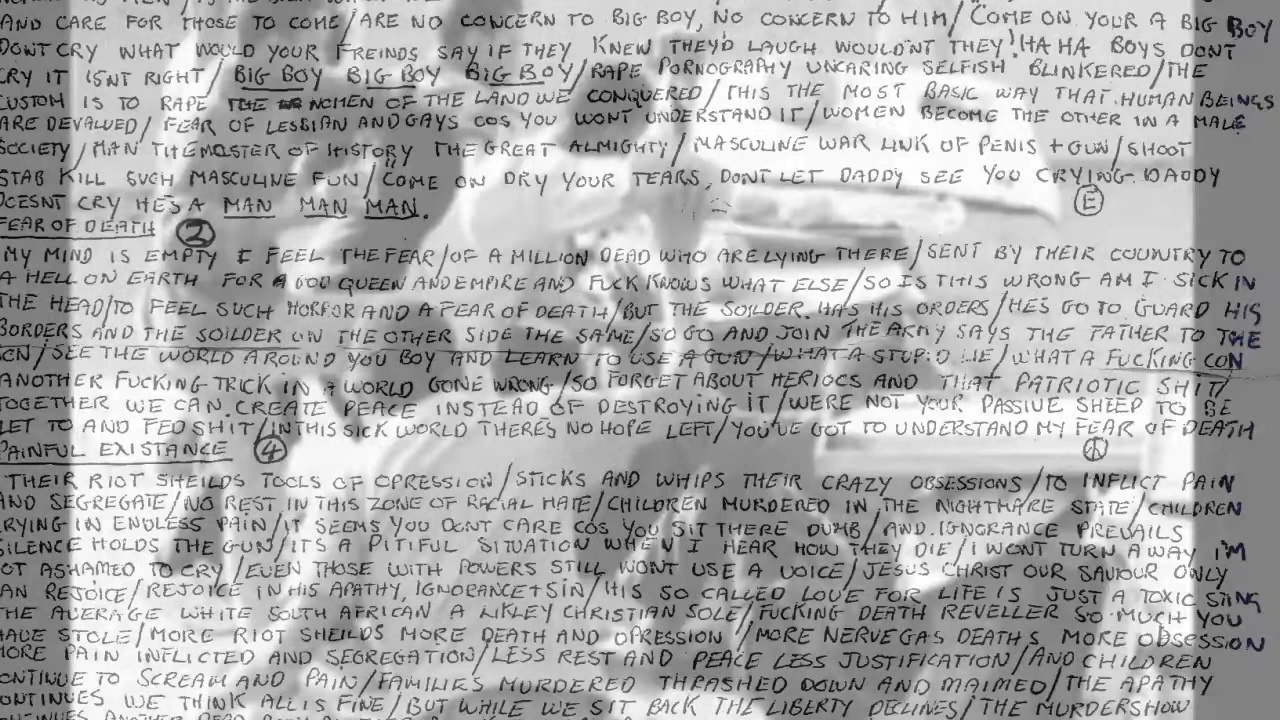 AND CARE FOR THOSE TO COME/ARE NO CONCERN TO BIG BOY, NO CONCERN TO HIM/COME ON YOUR A BIG BOY
DONT CRY WHAT WOULD YOUR FREINDS SAY IF THEY KNEW THEY'D LAUGH WOULDN'T THEY! HA HA BOYS DONT
CRY IT ISNT RIGHT/BIG BOY BIG BOY BIG BOY/RAPE PORNOGRAPHY UNCARING SELFISH BLINKERED/THE
CUSTOM IS TO RAPE THE WOMEN OF THE LAND WE CONQUERED/THIS THE MOST BASIC WAY THAT HUMAN BEINGS
ARE DEVALUED/FEAR OF LESBIAN AND GAYS COS YOU WONT UNDERSTAND IT/WOMEN BECOME THE OTHER IN A MALE
SOCIETY/MAN THEMASTER OF HISTORY THE GREAT ALMIGHTY/MASCULINE WAR LINK OF PENIS + GUN/SHOOT
STAB KILL SUCH MASCULINE FUN/"COME ON DRY YOUR TEARS, DONT LET DADDY SEE YOU CRYING. DADDY
DOESNT CRY HE'S A MAN MAN MAN. E
FEAR OF DEATH 2
MY MIND IS EMPTY I FEEL THE FEAR/OF A MILLION DEAD WHO ARE LYING THERE/SENT BY THEIR COUNTRY TO
A HELL ON EARTH FOR A GOD QUEEN AND EMPIRE AND FUCK KNOWS WHAT ELSE/SO IS THIS WRONG AM I SICK IN
THE HEAD/TO FEEL SUCH HORROR AND A FEAR OF DEATH/BUT THE SOILDER HAS HIS ORDERS/HES GO TO GUARD HIS
BORDERS AND THE SOILDER ON THE OTHER SIDE THE SAME/SO GO AND JOIN THE ARMY SAYS THE FATHER TO THE
SON/SEE THE WORLD AROUND YOU BOY AND LEARN TO USE A GUN/WHAT A STUPID LIE/WHAT A FUCKING CON
ANOTHER FUCKING TRICK IN A WORLD GONE WRONG/SO FORGET ABOUT HERIOCS AND THAT PATRIOTIC SHIT/
TOGETHER WE CAN CREATE PEACE INSTEAD OF DESTROYING IT/WERE NOT YOUR PASSIVE SHEEP TO BE
LET TO AND FED SHIT/IN THIS SICK WORLD THERES NO HOPE LEFT/YOU'VE GOT TO UNDERSTAND MY FEAR OF DEATH
PAINFUL EXISTANCE 4
THEIR RIOT SHEILDS TOOLS OF OPRESSION/STICKS AND WHIPS THEIR CRAZY OBSESSIONS/TO INFLICT PAIN
AND SEGREGATE/NO REST IN THIS ZONE OF RACIAL HATE/CHILDREN MURDERED IN THE NIGHTMARE STATE/CHILDREN
CRYING IN ENDLESS PAIN/IT SEEMS YOU DONT CARE COS YOU SIT THERE DUMB/AND IGNORANCE PREVAILS
SILENCE HOLDS THE GUN/ITS A PITIFUL SITUATION WHEN I HEAR HOW THEY DIE/I WONT TURN AWAY I'M
NOT ASHAMED TO CRY/EVEN THOSE WITH POWERS STILL WONT USE A VOICE/JESUS CHRIST OUR SAVIOUR ONLY
CAN REJOICE/REJOICE IN HIS APATHY, IGNORANCE + SIN/HIS SO CALLED LOVE FOR LIFE IS JUST A TOXIC STING
THE AVERAGE WHITE SOUTH AFRICAN A LIKLEY CHRISTIAN SOLE/FUCKING DEATH REVELLER SO MUCH YOU
HAVE STOLE/MORE RIOT SHEILDS MORE DEATH AND OPRESSION/MORE NERVE GAS DEATHS MORE OBSESSION
MORE PAIN INFLICTED AND SEGREGATION/LESS REST AND PEACE LESS JUSTIFICATION/AND CHILDREN
CONTINUE TO SCREAM AND PAIN/FAMILIES MURDERED THRASHED DOWN AND MAIMED/THE APATHY
CONTINUES WE THINK ALL IS FINE/BUT WHILE WE SIT BACK THE LIBERTY DELINES/THE MURDERSHOW